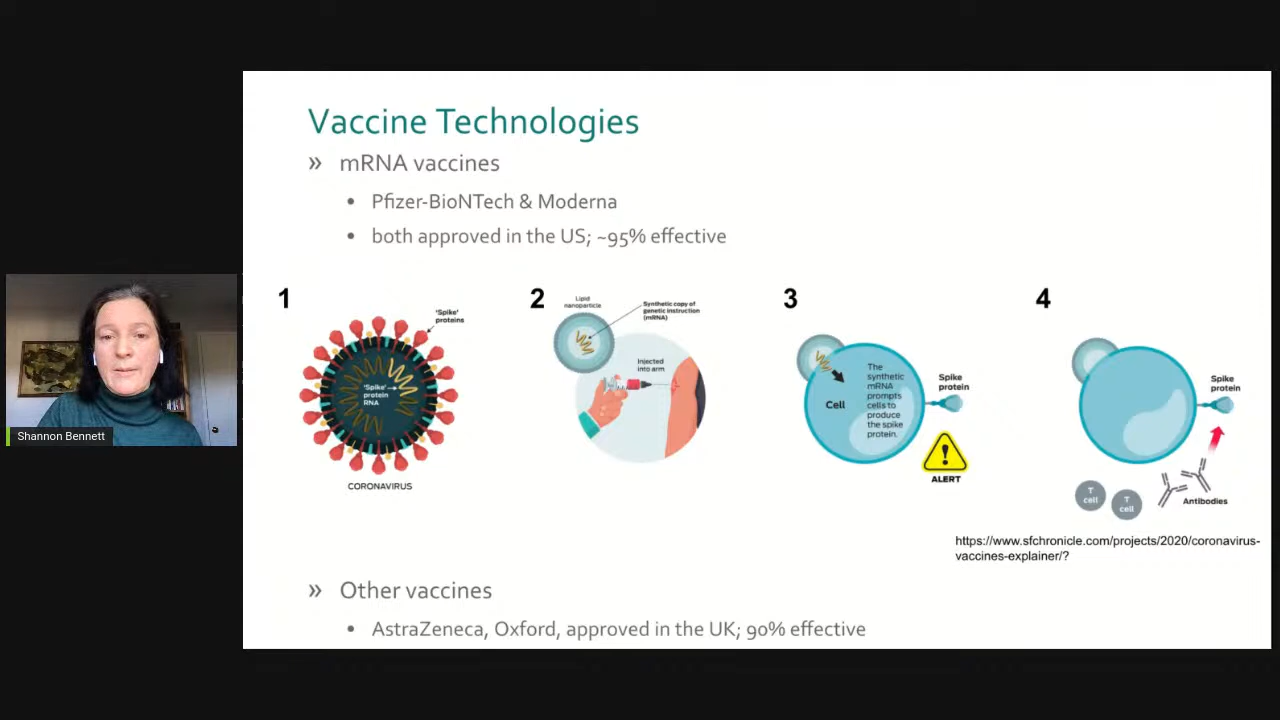 Vaccine Technologies
» mRNA vaccines
• Pfizer-BioNTech & Moderna
• both approved in the US; ~95% effective
1
'Spike'
proteins
'Spike'
protein
RNA
CORONAVIRUS
2
Lipid
nanoparticle
Synthetic copy of
genetic instruction
(mRNA)
Injected
into arm
3
Cell
The
synthetic
mRNA
prompts
cells to
produce
the spike
protein.
Spike
protein
!
ALERT
4
Spike
protein
T
cell
T
cell
Antibodies
https://www.sfchronicle.com/projects/2020/coronavirus-
vaccines-explainer/?
» Other vaccines
• AstraZeneca, Oxford, approved in the UK; 90% effective
Shannon Bennett